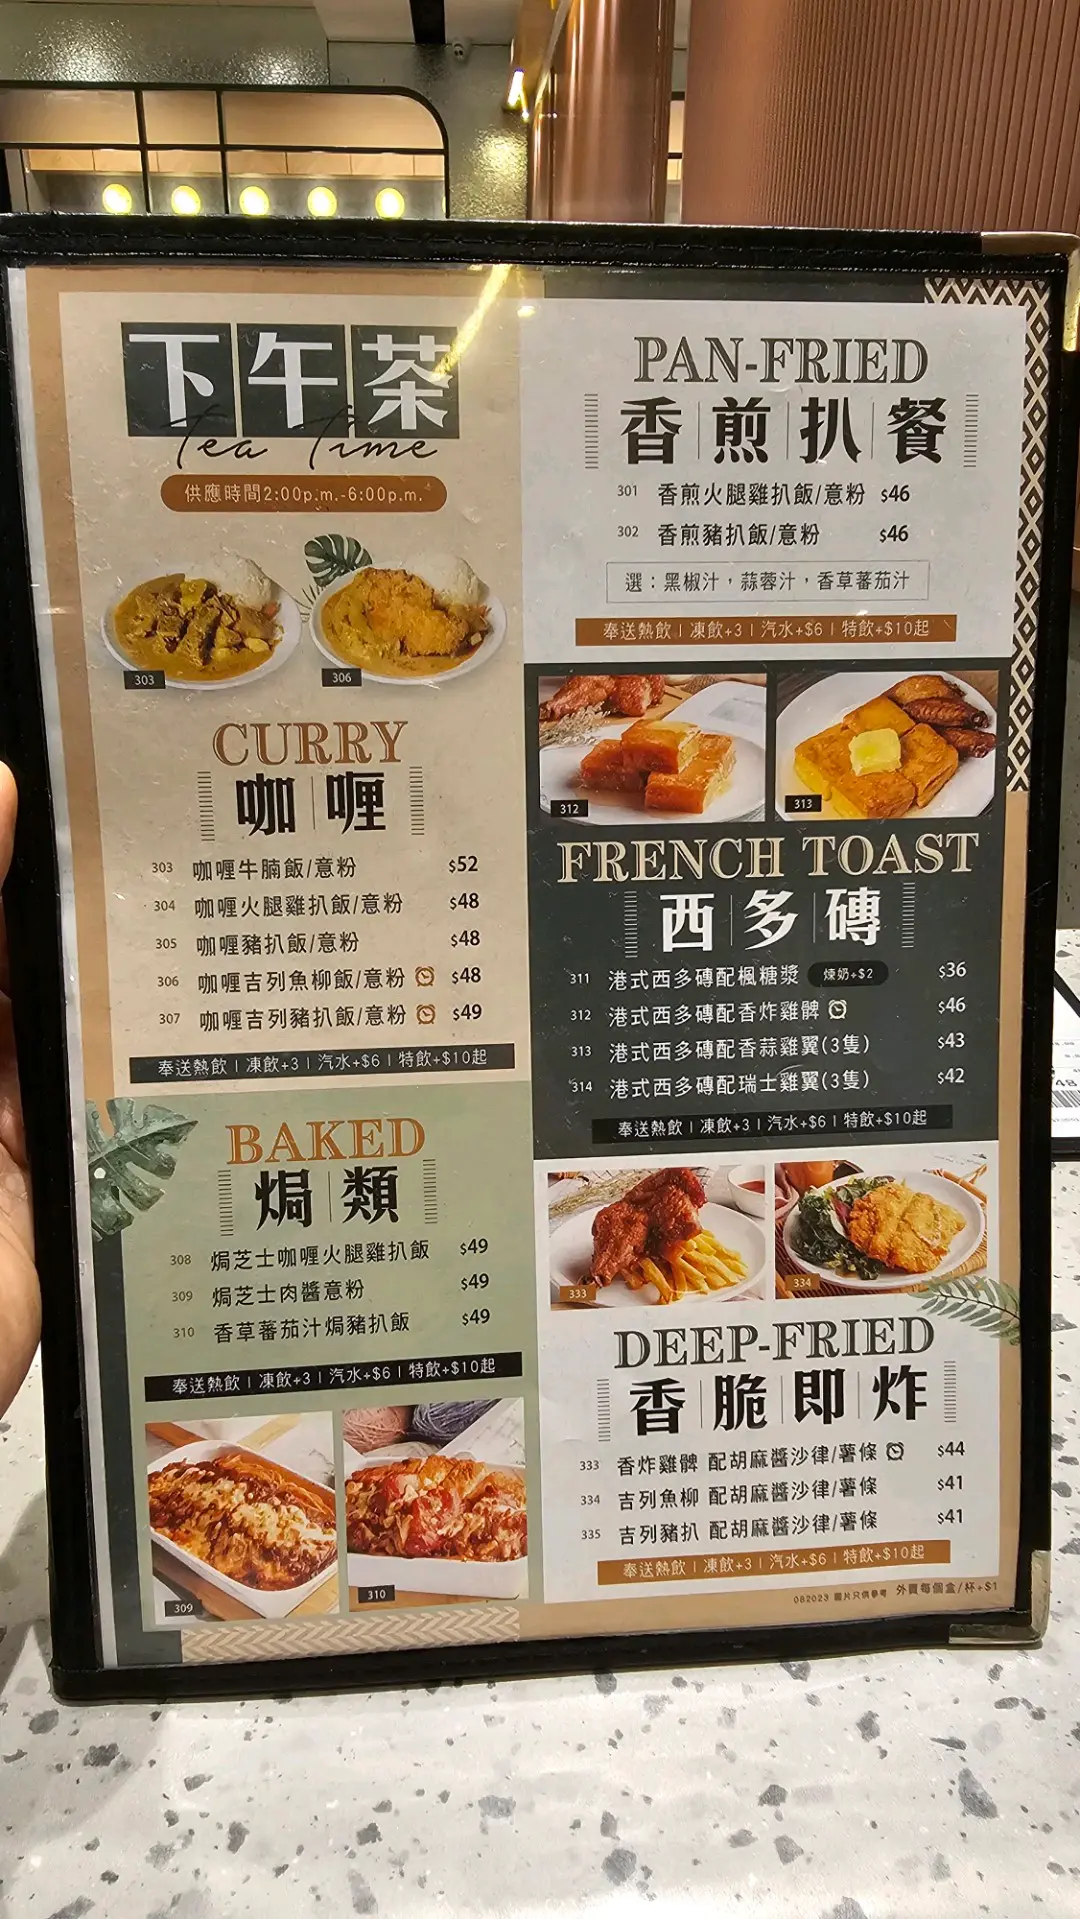 下午茶
Tea Time
供應時間2:00p.m.-6:00p.m.
303
306
CURRY
咖喱
303 咖喱牛腩飯/意粉 $52
304 咖喱火腿雞扒飯/意粉 $48
305 咖喱豬扒飯/意粉 $48
306 咖喱吉列魚柳飯/意粉 $48
307 咖喱吉列豬扒飯/意粉 $49
奉送熱飲 | 凍飲+3 | 汽水+$6 | 特飲+$10起
BAKED
焗類
308 焗芝士咖喱火腿雞扒飯 $49
309 焗芝士肉醬意粉 $49
310 香草蕃茄汁焗豬扒飯 $49
奉送熱飲 | 凍飲+3 | 汽水+$6 | 特飲+$10起
309
310
PAN-FRIED
香煎扒餐
301 香煎火腿雞扒飯/意粉 $46
302 香煎豬扒飯/意粉 $46
選：黑椒汁，蒜蓉汁，香草蕃茄汁
奉送熱飲 | 凍飲+3 | 汽水+$6 | 特飲+$10起
312
313
FRENCH TOAST
西多磚
311 港式西多磚配楓糖漿 煉奶+$2 $36
312 港式西多磚配香炸雞髀 $46
313 港式西多磚配香蒜雞翼(3隻) $43
314 港式西多磚配瑞士雞翼(3隻) $42
奉送熱飲 | 凍飲+3 | 汽水+$6 | 特飲+$10起
333
334
DEEP-FRIED
香脆即炸
333 香炸雞髀 配胡麻醬沙律/薯條 $44
334 吉列魚柳 配胡麻醬沙律/薯條 $41
335 吉列豬扒 配胡麻醬沙律/薯條 $41
奉送熱飲 | 凍飲+3 | 汽水+$6 | 特飲+$10起
082023 圖片只供參考 外賣每個盒/杯+$1